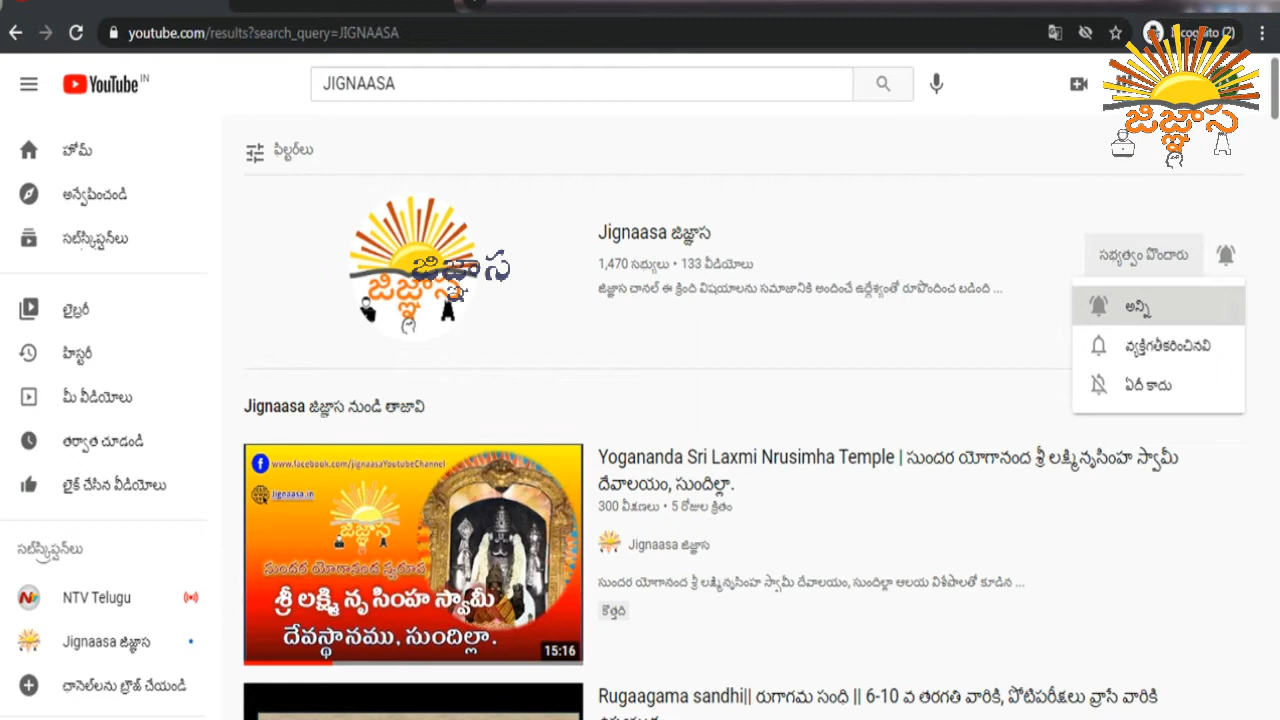 youtube.com/results?search_query=JIGNAASA
YouTube IN
JIGNAASA
జిజ్ఞాస
హోమ్
అన్వేషించండి
సబ్‌స్క్రిప్షన్‌లు
లైబ్రరీ
హిస్టరీ
మీ వీడియోలు
తర్వాత చూడండి
లైక్ చేసిన వీడియోలు
సబ్‌స్క్రిప్షన్‌లు
NTV Telugu
Jignaasa జిజ్ఞాస
ఛానెల్‌లను బ్రౌజ్ చేయండి
ఫిల్టర్‌లు
జిజ్ఞాస
జిజ్ఞాస
Jignaasa జిజ్ఞాస
1,470 సభ్యులు • 133 వీడియోలు
జిజ్ఞాస చానల్ ఈ క్రింది విషయాలను సమాజానికి అందించే ఉద్దేశ్యంతో రూపొందించ బడింది ...
సభ్యత్వం పొందారు
అన్ని
వ్యక్తిగతీకరించినవి
ఏదీ కాదు
Jignaasa జిజ్ఞాస నుండి తాజావి
www.facebook.com/jignaasaYoutubeChannel
Jignaasa.in
జిజ్ఞాస
సుందర యోగానంద స్వరూప
శ్రీ లక్ష్మి నృ సింహ స్వామీ
దేవస్థానము, సుందిల్లా.
15:16
Yogananda Sri Laxmi Nrusimha Temple | సుందర యోగానంద శ్రీ లక్ష్మి నృసింహ స్వామీ
దేవాలయం, సుందిల్లా.
300 వీక్షణలు • 5 రోజుల క్రితం
Jignaasa జిజ్ఞాస
సుందర యోగానంద శ్రీ లక్ష్మి నృసింహ స్వామీ దేవాలయం, సుందిల్లా ఆలయ విశేషాలతో కూడిన ...
కొత్తది
Rugaagama sandhi|| రుగాగమ సంధి || 6-10 వ తరగతి వారికి, పోటిపరీక్షలు వ్రాసే వారికి